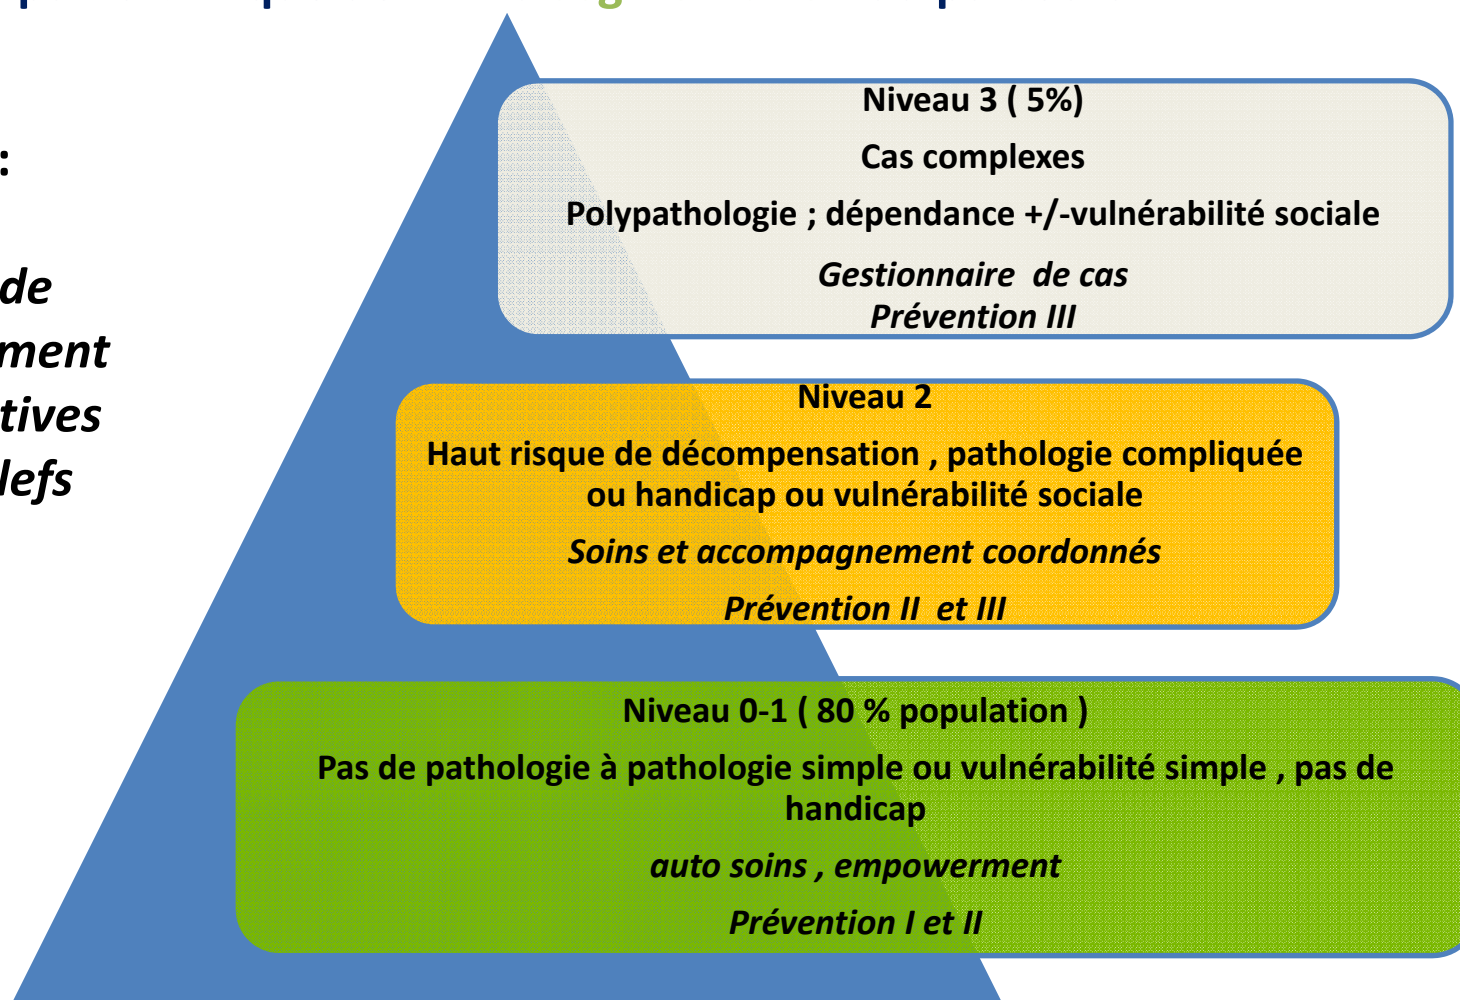 :
de
Niveau 3 ( 5%)
Cas complexes
Polypathologie ; dépendance +/-vulnérabilité sociale
Gestionnaire  de cas
Prévention III
Niveau 2
Haut risque de décompensation , pathologie compliquée
ou handicap ou vulnérabilité sociale
Soins et accompagnement coordonnés
Prévention II  et III
Niveau 0-1 ( 80 % population )
Pas de pathologie à pathologie simple ou vulnérabilité simple , pas de
handicap
auto soins , empowerment
Prévention I et II